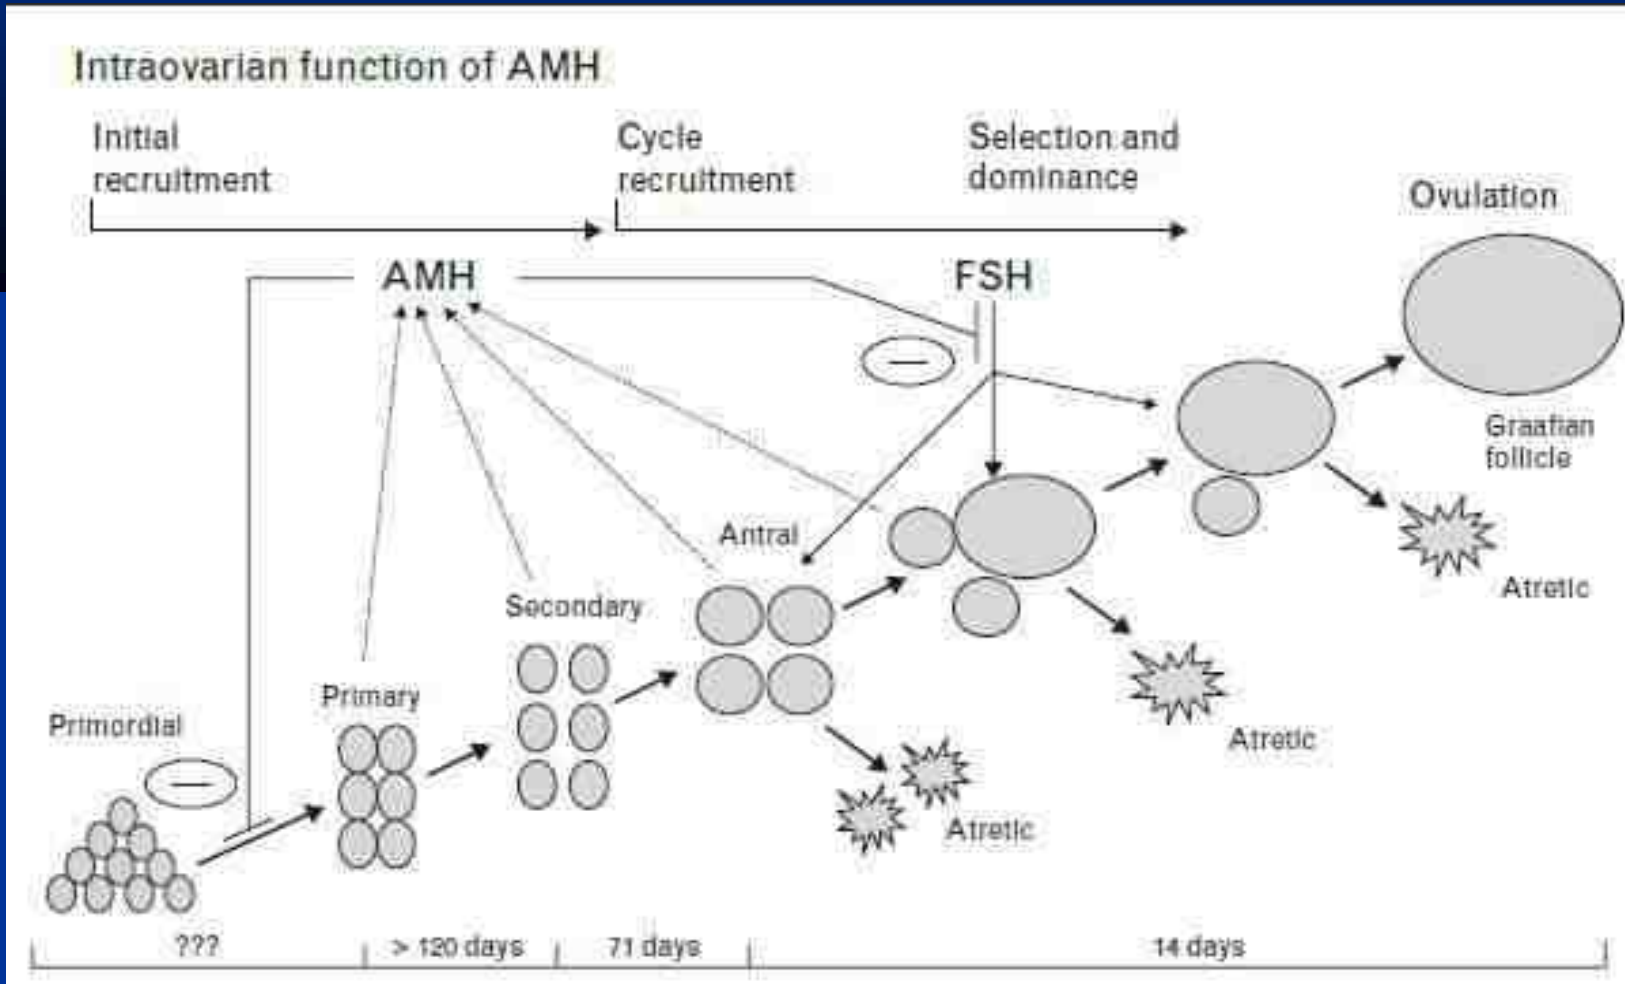 Intraovarian function of AMH
Initial
recruitment
Cycle
recruitment
Selection and
dominance
Ovulation
AMH
FSH
Graafian
follicle
Antral
Atretic
Secondary
Primary
Primordial
Atretic
Atretic
???
> 120 days
71 days
14 days